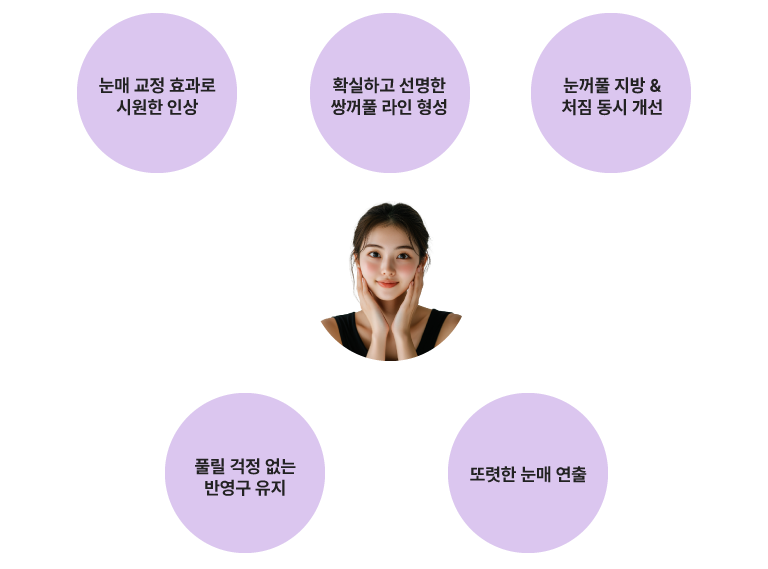 눈매 교정 효과로
시원한 인상
확실하고 선명한
쌍꺼풀 라인 형성
눈꺼풀 지방 &
처짐 동시 개선
풀릴 걱정 없는
반영구 유지
또렷한 눈매 연출